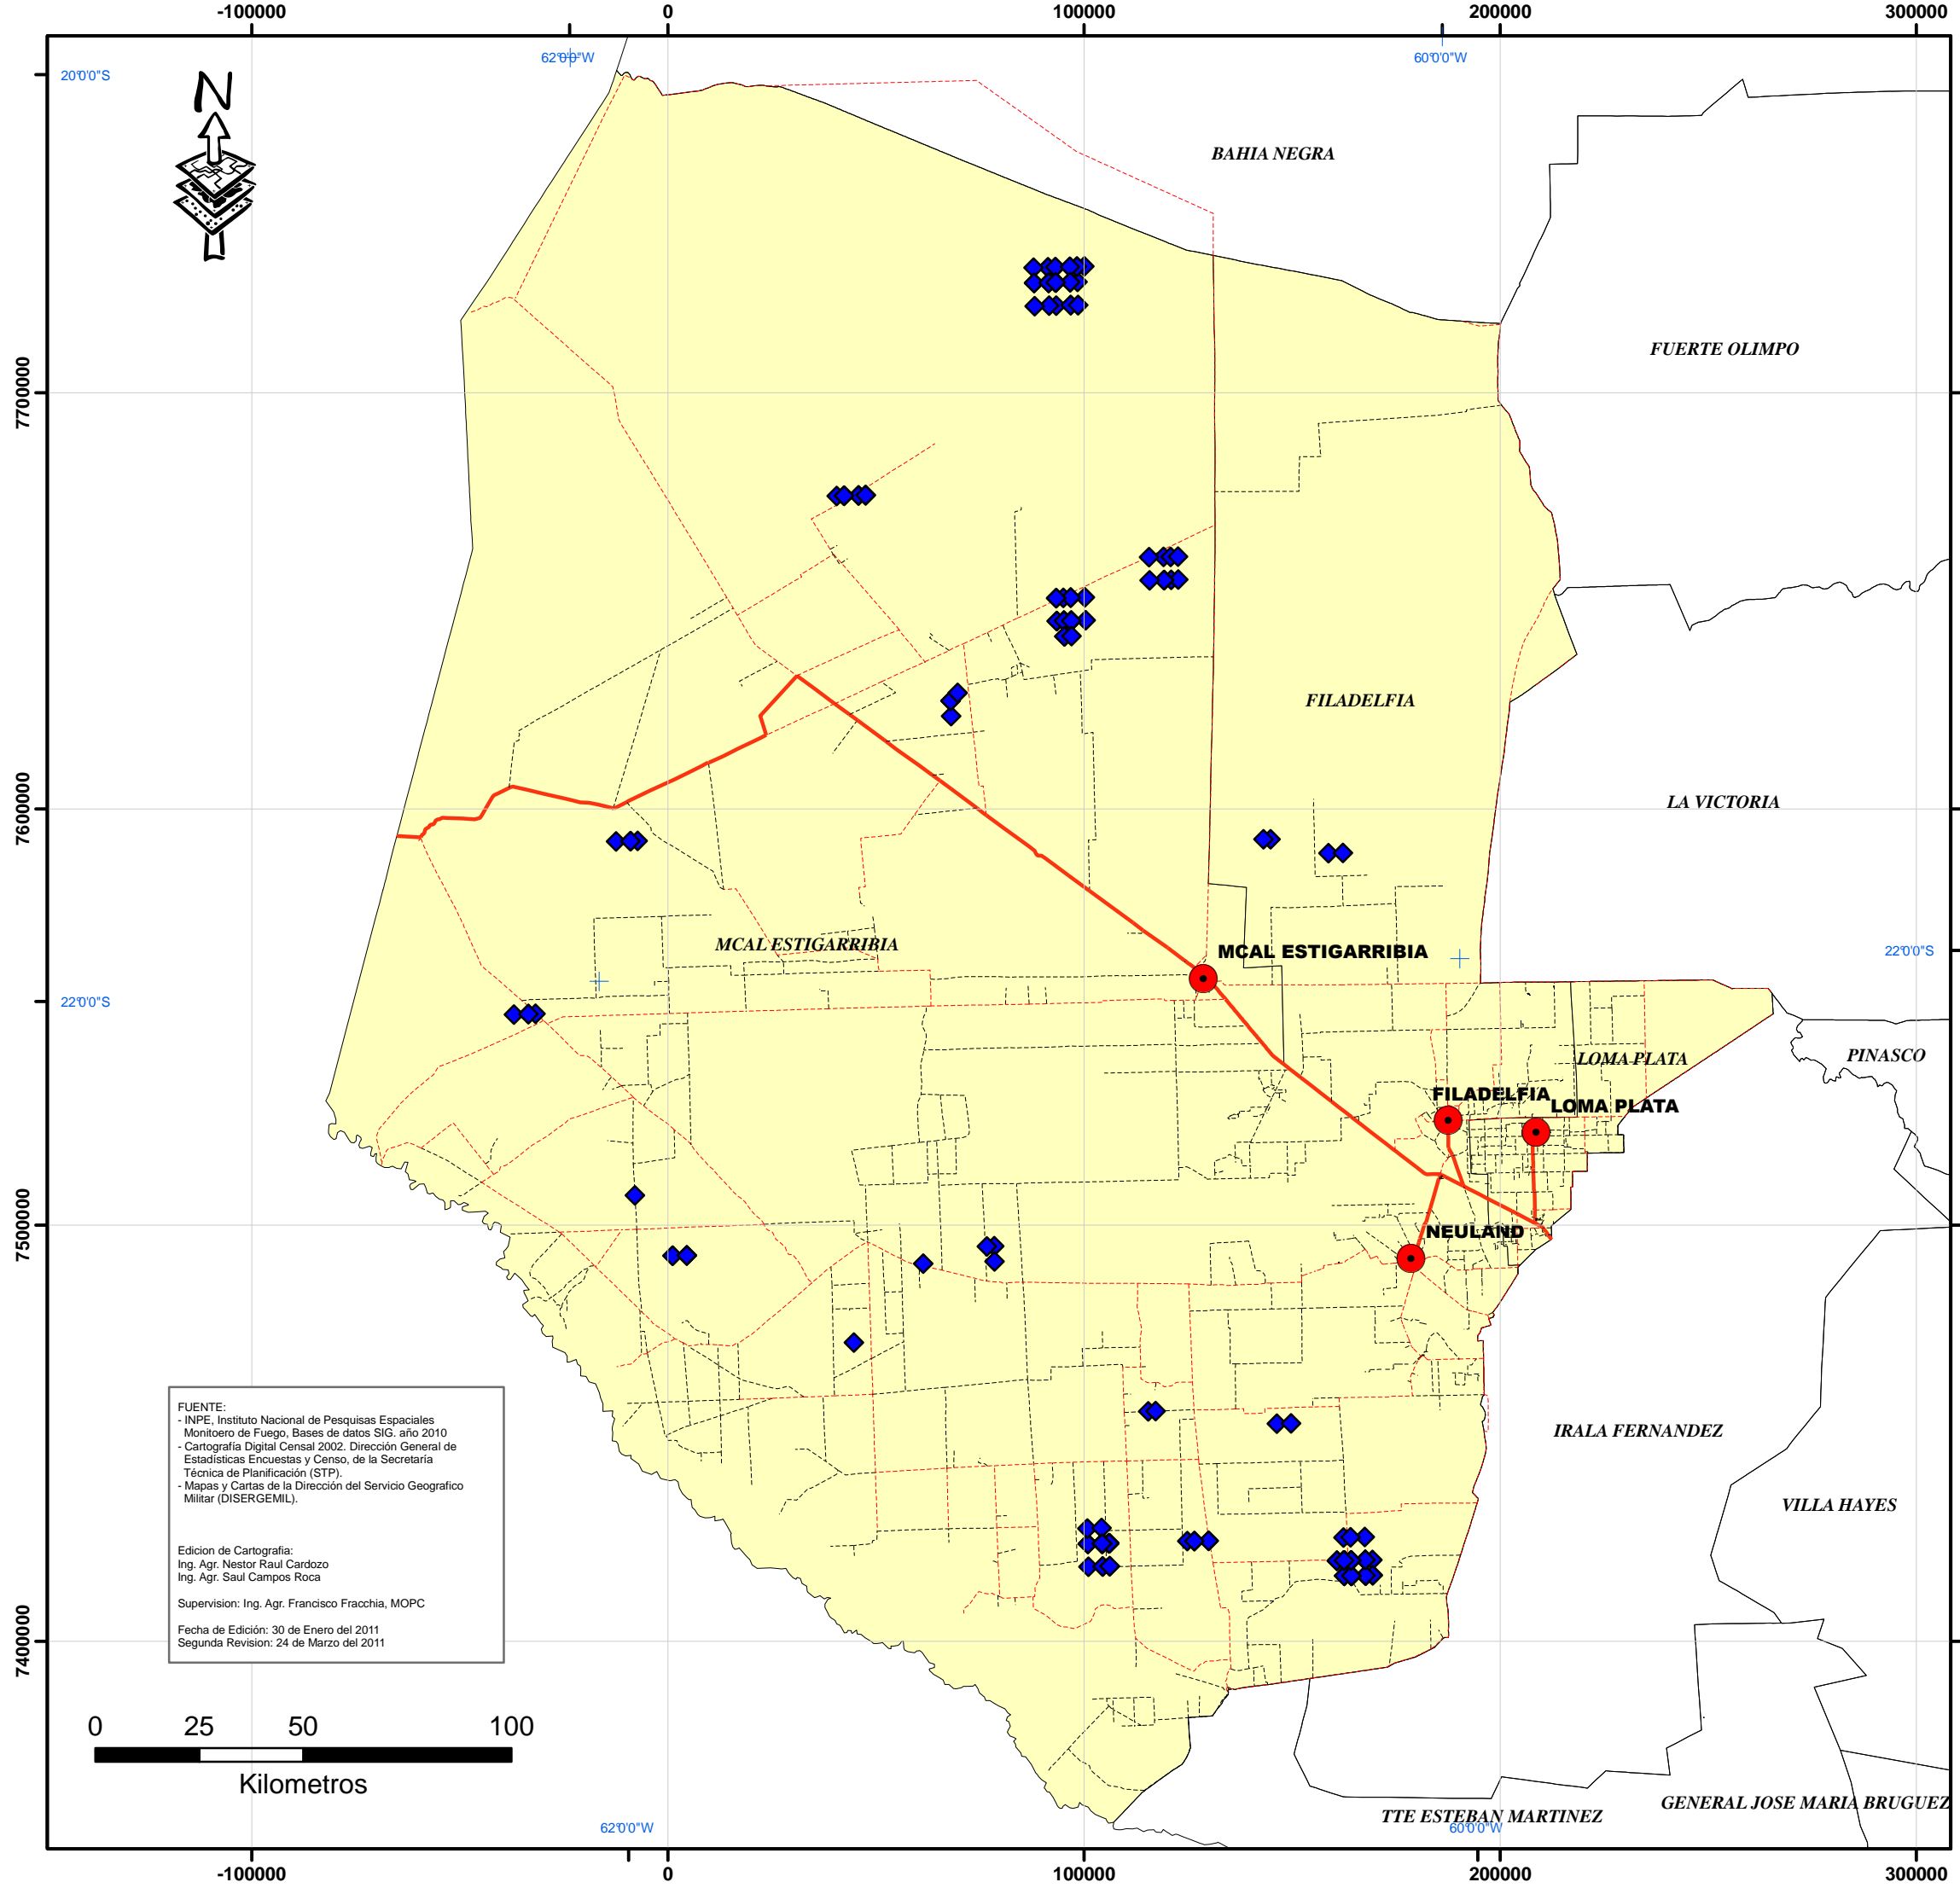 -100000 0 100000 200000 300000
62°0'0"W 60°0'0"W
20°0'0"S
N
BAHIA NEGRA
FUERTE OLIMPO
7700000
FILADELFIA
LA VICTORIA
7600000
MCAL ESTIGARRIBIA
MCAL ESTIGARRIBIA
22°0'0"S
22°0'0"S
LOMA PLATA
PINASCO
FILADELFIA
LOMA PLATA
7500000
NEULAND
IRALA FERNANDEZ
VILLA HAYES
FUENTE:
- INPE, Instituto Nacional de Pesquisas Espaciales
Monitoero de Fuego, Bases de datos SIG. año 2010
- Cartografía Digital Censal 2002. Dirección General de
Estadísticas Encuestas y Censo, de la Secretaría
Técnica de Planificación (STP).
- Mapas y Cartas de la Dirección del Servicio Geografico
Militar (DISERGEMIL).
Edicion de Cartografia:
Ing. Agr. Nestor Raul Cardozo
Ing. Agr. Saul Campos Roca
Supervision: Ing. Agr. Francisco Fracchia, MOPC
Fecha de Edición: 30 de Enero del 2011
Segunda Revision: 24 de Marzo del 2011
7400000
0 25 50 100
Kilometros
GENERAL JOSE MARIA BRUGUEZ
TTE ESTEBAN MARTINEZ
62°0'0"W 60°0'0"W
-100000 0 100000 200000 300000